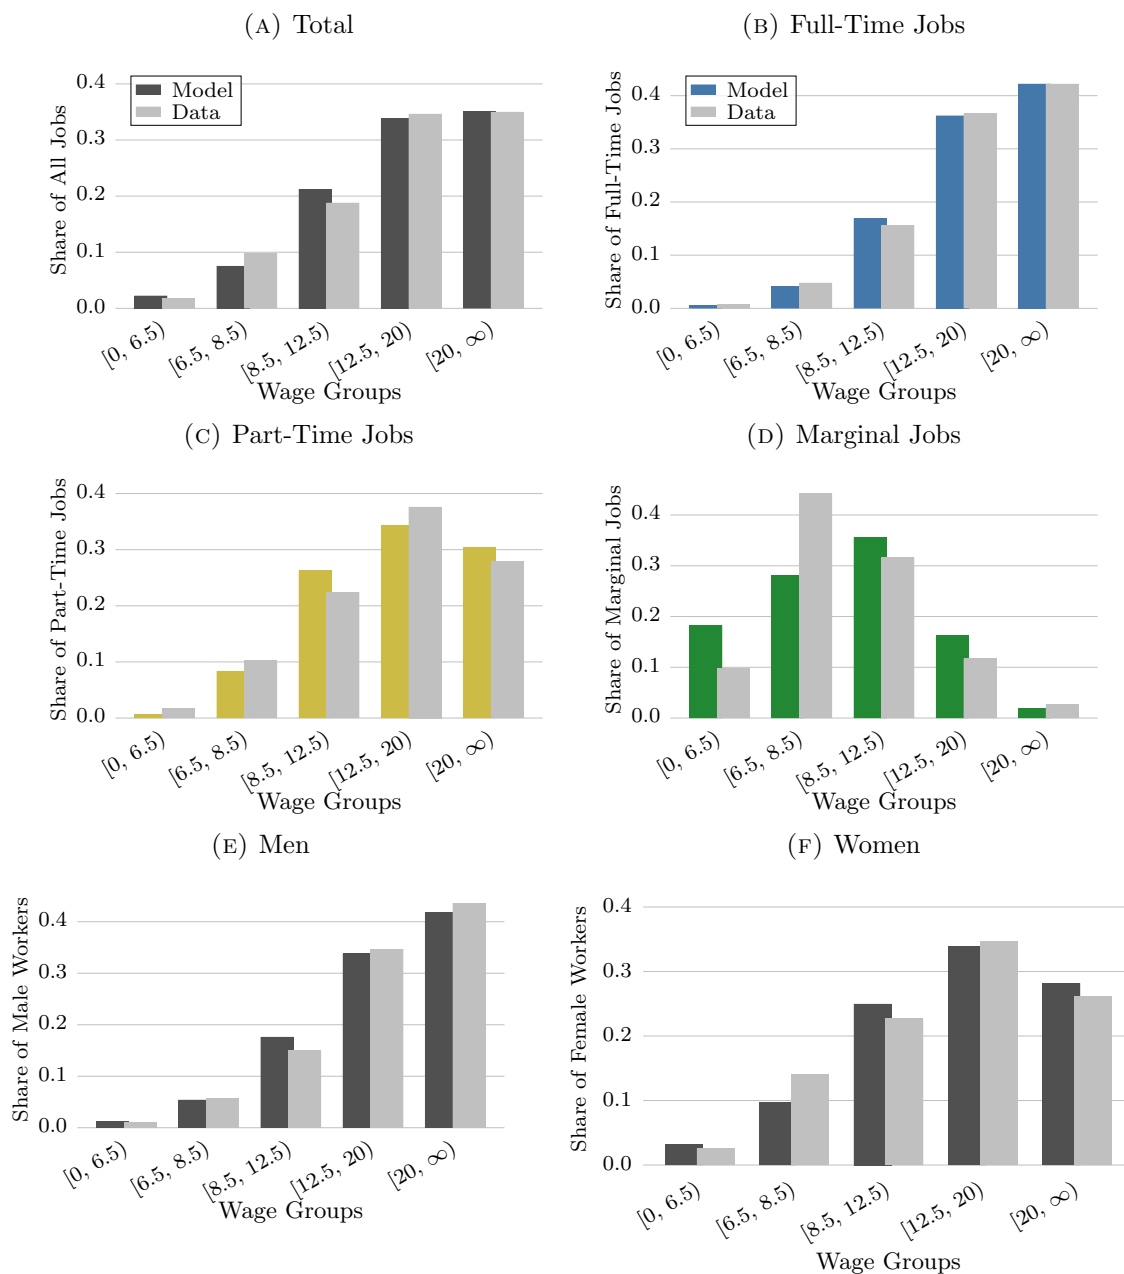 (A) Total
Share of All Jobs
0.4
0.3
0.2
0.1
0.0
Model
Data
[0, 6.5)
[6.5, 8.5)
[8.5, 12.5)
[12.5, 20)
[20, ∞)
Wage Groups
(B) Full-Time Jobs
Share of Full-Time Jobs
0.4
0.3
0.2
0.1
0.0
Model
Data
[0, 6.5)
[6.5, 8.5)
[8.5, 12.5)
[12.5, 20)
[20, ∞)
Wage Groups
(C) Part-Time Jobs
Share of Part-Time Jobs
0.4
0.3
0.2
0.1
0.0
[0, 6.5)
[6.5, 8.5)
[8.5, 12.5)
[12.5, 20)
[20, ∞)
Wage Groups
(D) Marginal Jobs
Share of Marginal Jobs
0.4
0.3
0.2
0.1
0.0
[0, 6.5)
[6.5, 8.5)
[8.5, 12.5)
[12.5, 20)
[20, ∞)
Wage Groups
(E) Men
Share of Male Workers
0.4
0.3
0.2
0.1
0.0
[0, 6.5)
[6.5, 8.5)
[8.5, 12.5)
[12.5, 20)
[20, ∞)
Wage Groups
(F) Women
Share of Female Workers
0.4
0.3
0.2
0.1
0.0
[0, 6.5)
[6.5, 8.5)
[8.5, 12.5)
[12.5, 20)
[20, ∞)
Wage Groups